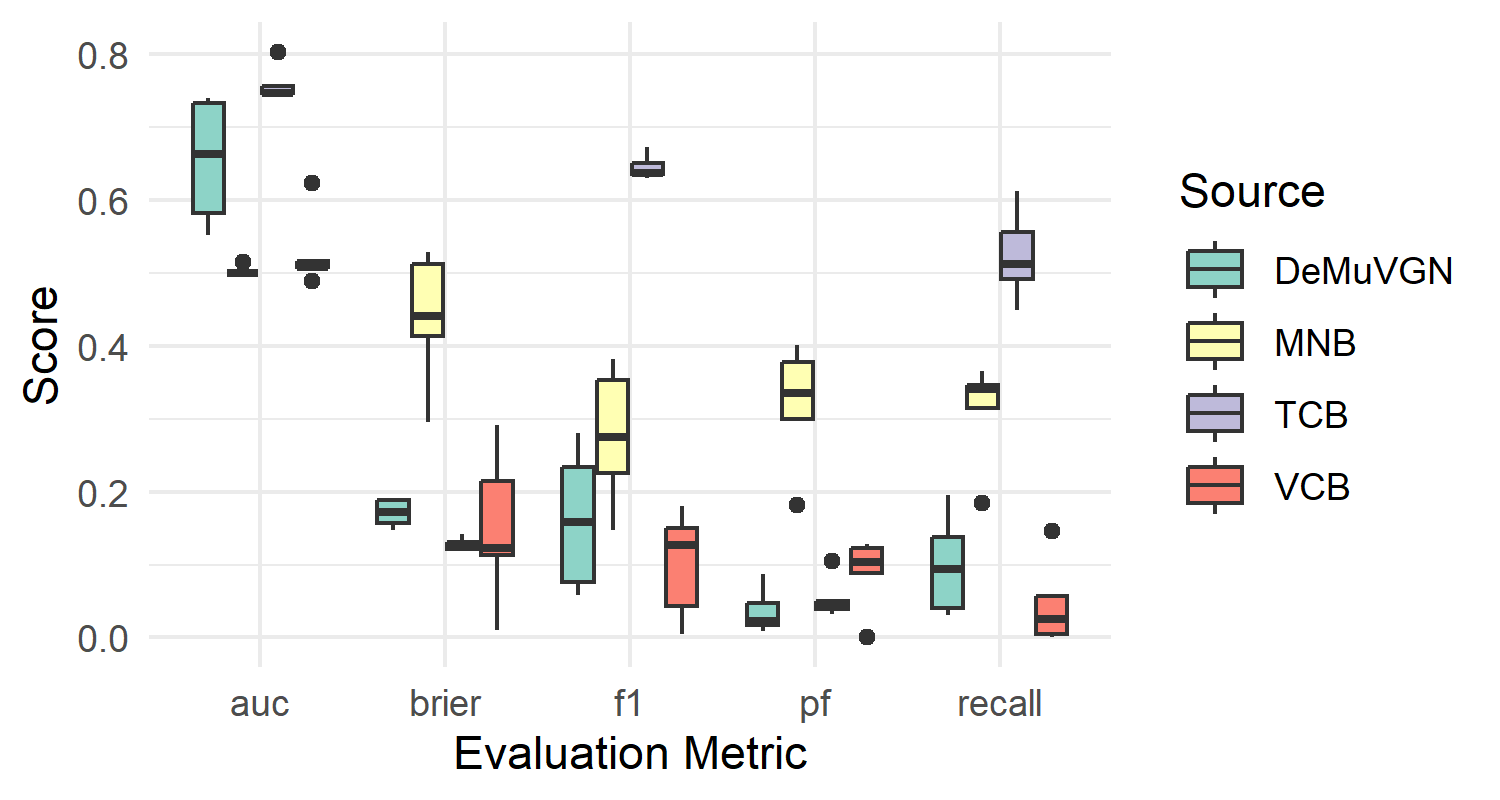 0.8
0.6
0.4
0.2
0.0
Score
auc brier f1 pf recall
Evaluation Metric
Source
DeMuVGN
MNB
TCB
VCB